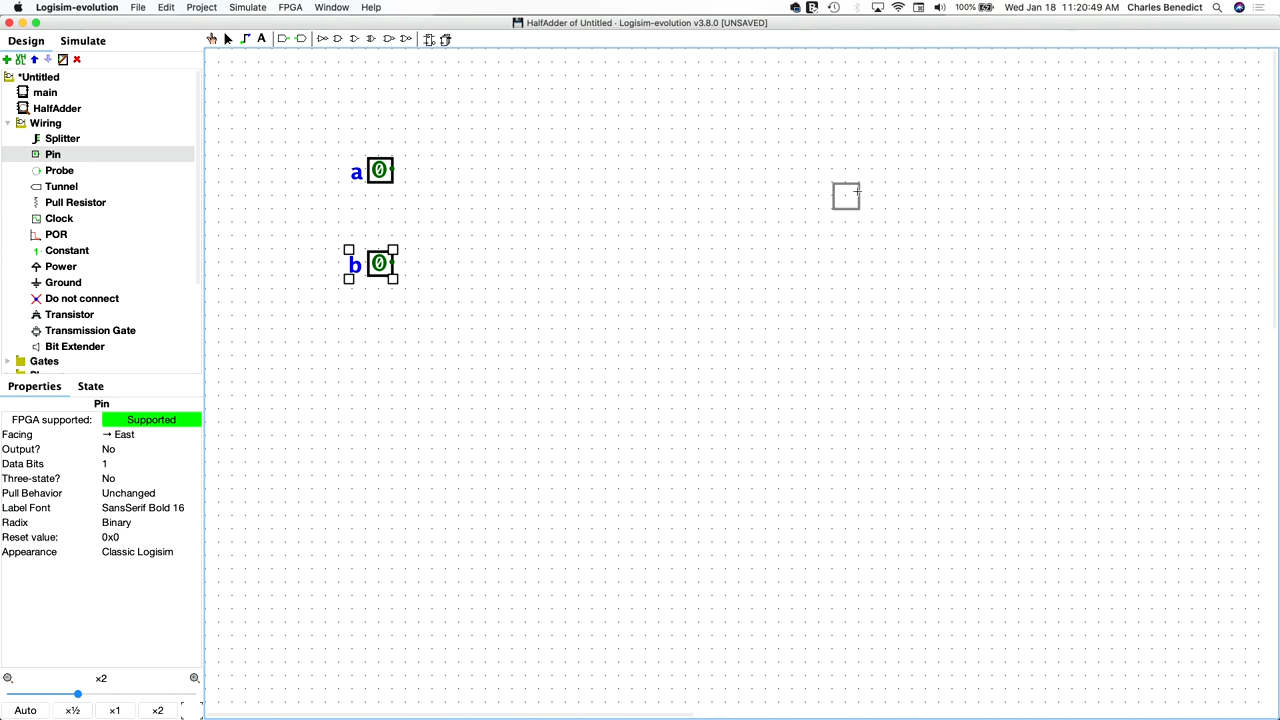 Logisim-evolution File Edit Project Simulate FPGA Window Help 100% Wed Jan 18 11:20:49 AM Charles Benedict
HalfAdder of Untitled · Logisim-evolution v3.8.0 [UNSAVED]
Design Simulate
A
*Untitled
main
HalfAdder
Wiring
Splitter
Pin
Probe
Tunnel
Pull Resistor
Clock
POR
Constant
Power
Ground
Do not connect
Transistor
Transmission Gate
Bit Extender
Gates
a 0
b 0
Properties State
Pin
FPGA supported: Supported
Facing → East
Output? No
Data Bits 1
Three-state? No
Pull Behavior Unchanged
Label Font SansSerif Bold 16
Radix Binary
Reset value: 0x0
Appearance Classic Logisim
×2
Auto ×½ ×1 ×2